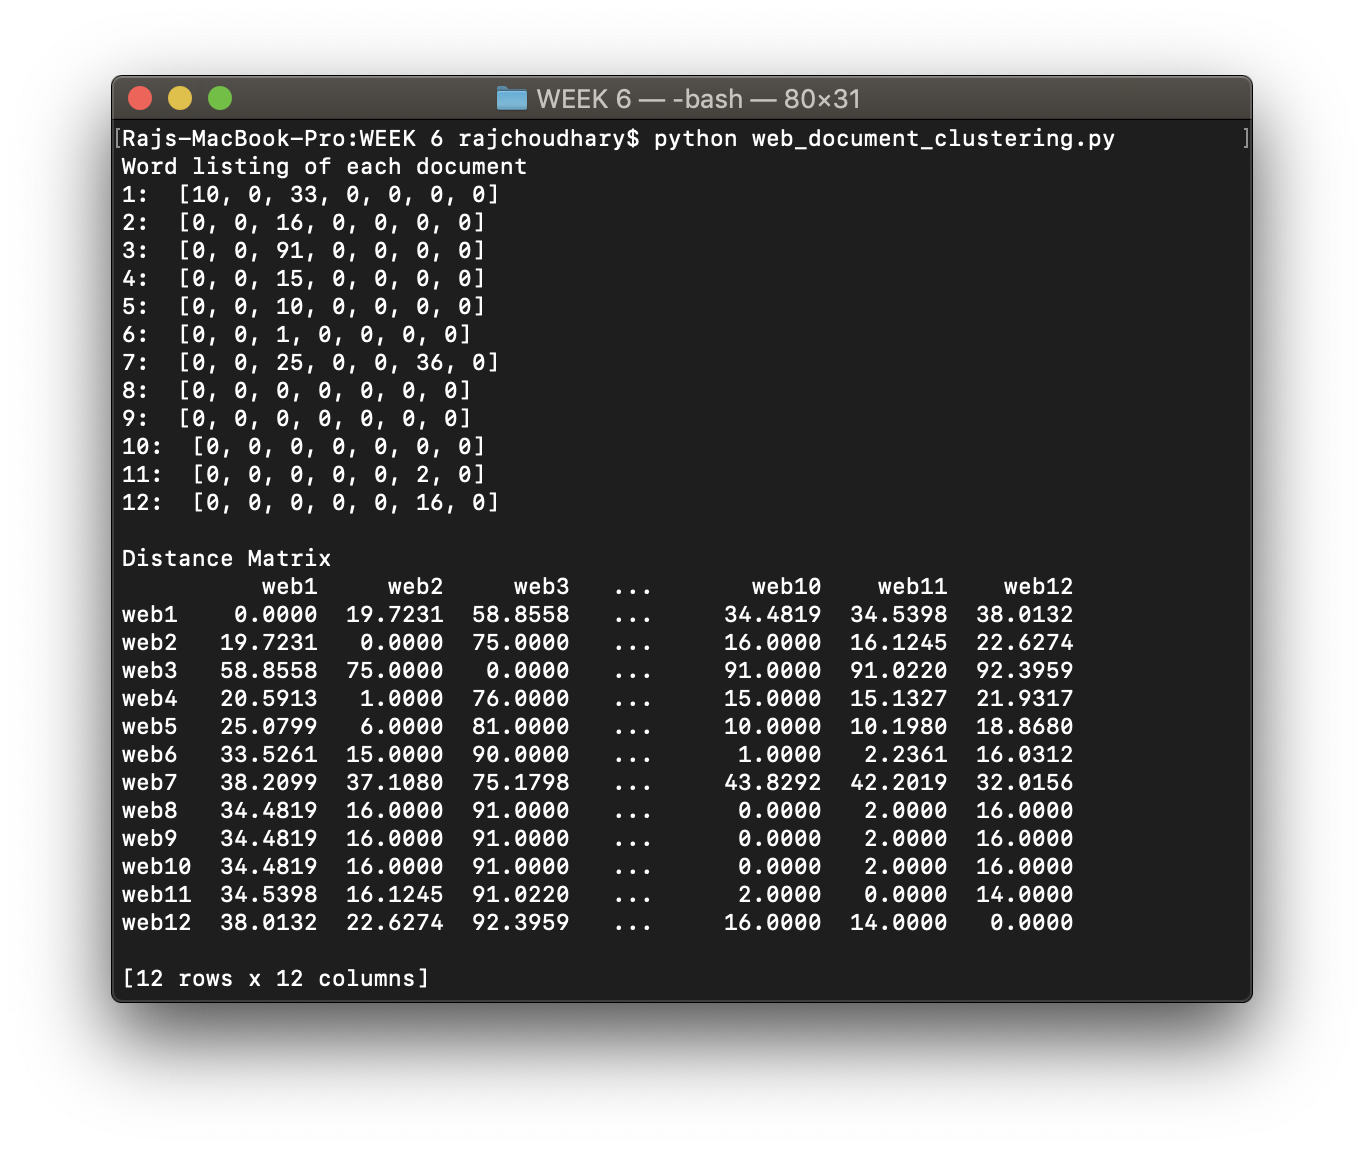 WEEK 6 — -bash — 80×31
[Rajs-MacBook-Pro:WEEK 6 rajchoudhary$ python web_document_clustering.py ]
Word listing of each document
1:  [10, 0, 33, 0, 0, 0, 0]
2:  [0, 0, 16, 0, 0, 0, 0]
3:  [0, 0, 91, 0, 0, 0, 0]
4:  [0, 0, 15, 0, 0, 0, 0]
5:  [0, 0, 10, 0, 0, 0, 0]
6:  [0, 0, 1, 0, 0, 0, 0]
7:  [0, 0, 25, 0, 0, 36, 0]
8:  [0, 0, 0, 0, 0, 0, 0]
9:  [0, 0, 0, 0, 0, 0, 0]
10:  [0, 0, 0, 0, 0, 0, 0]
11:  [0, 0, 0, 0, 0, 2, 0]
12:  [0, 0, 0, 0, 0, 16, 0]
Distance Matrix
          web1     web2     web3   ...       web10    web11    web12
web1    0.0000  19.7231  58.8558   ...     34.4819  34.5398  38.0132
web2   19.7231   0.0000  75.0000   ...     16.0000  16.1245  22.6274
web3   58.8558  75.0000   0.0000   ...     91.0000  91.0220  92.3959
web4   20.5913   1.0000  76.0000   ...     15.0000  15.1327  21.9317
web5   25.0799   6.0000  81.0000   ...     10.0000  10.1980  18.8680
web6   33.5261  15.0000  90.0000   ...      1.0000   2.2361  16.0312
web7   38.2099  37.1080  75.1798   ...     43.8292  42.2019  32.0156
web8   34.4819  16.0000  91.0000   ...      0.0000   2.0000  16.0000
web9   34.4819  16.0000  91.0000   ...      0.0000   2.0000  16.0000
web10  34.4819  16.0000  91.0000   ...      0.0000   2.0000  16.0000
web11  34.5398  16.1245  91.0220   ...      2.0000   0.0000  14.0000
web12  38.0132  22.6274  92.3959   ...     16.0000  14.0000   0.0000
[12 rows x 12 columns]